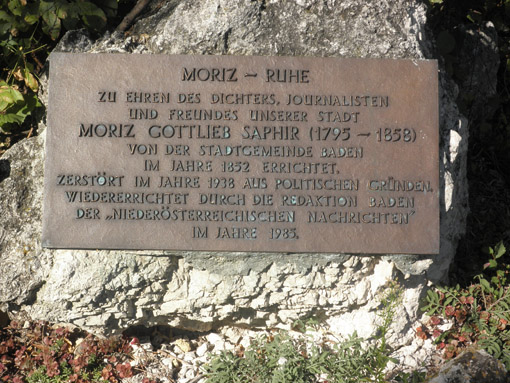 MORIZ – RUHE
ZU EHREN DES DICHTERS, JOURNALISTEN
UND FREUNDES UNSERER STADT
MORIZ GOTTLIEB SAPHIR (1795 – 1858)
VON DER STADTGEMEINDE BADEN
IM JAHRE 1852 ERRICHTET.
ZERSTÖRT IM JAHRE 1938 AUS POLITISCHEN GRÜNDEN.
WIEDERERRICHTET DURCH DIE REDAKTION BADEN
DER „NIEDERÖSTERREICHISCHEN NACHRICHTEN"
IM JAHRE 1985.